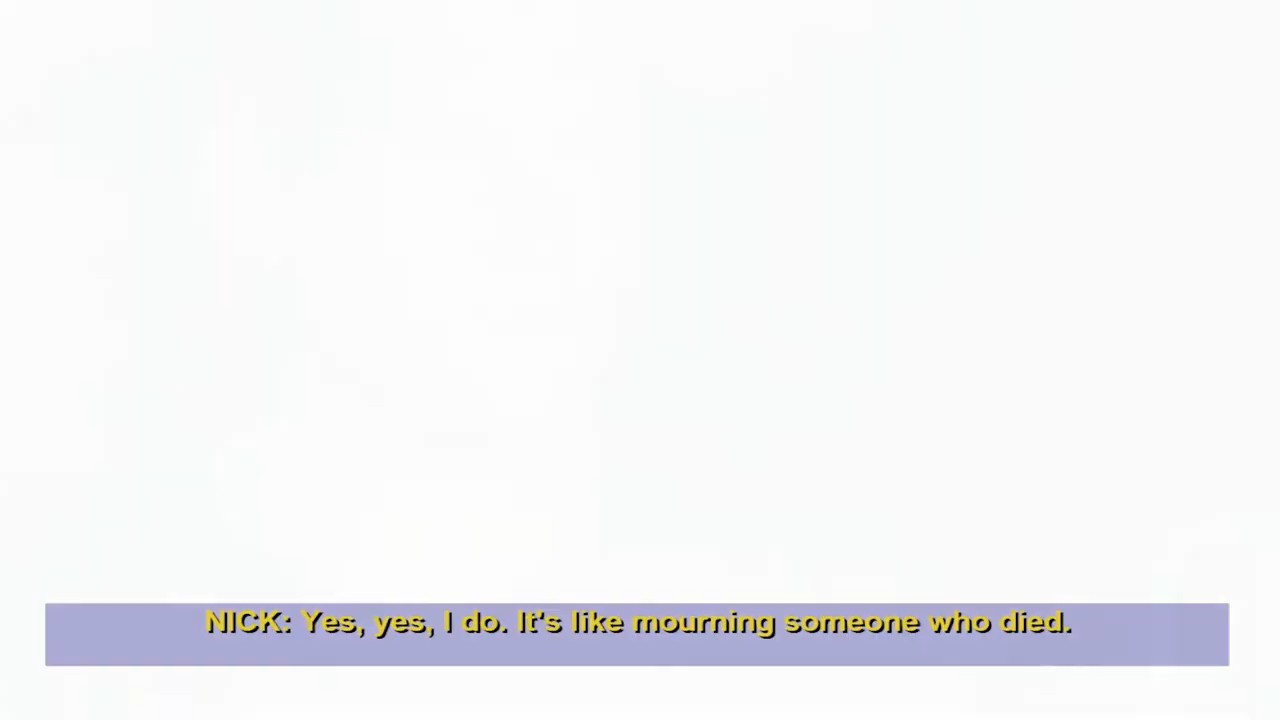 NICK: Yes, yes, I do. It's like mourning someone who died.